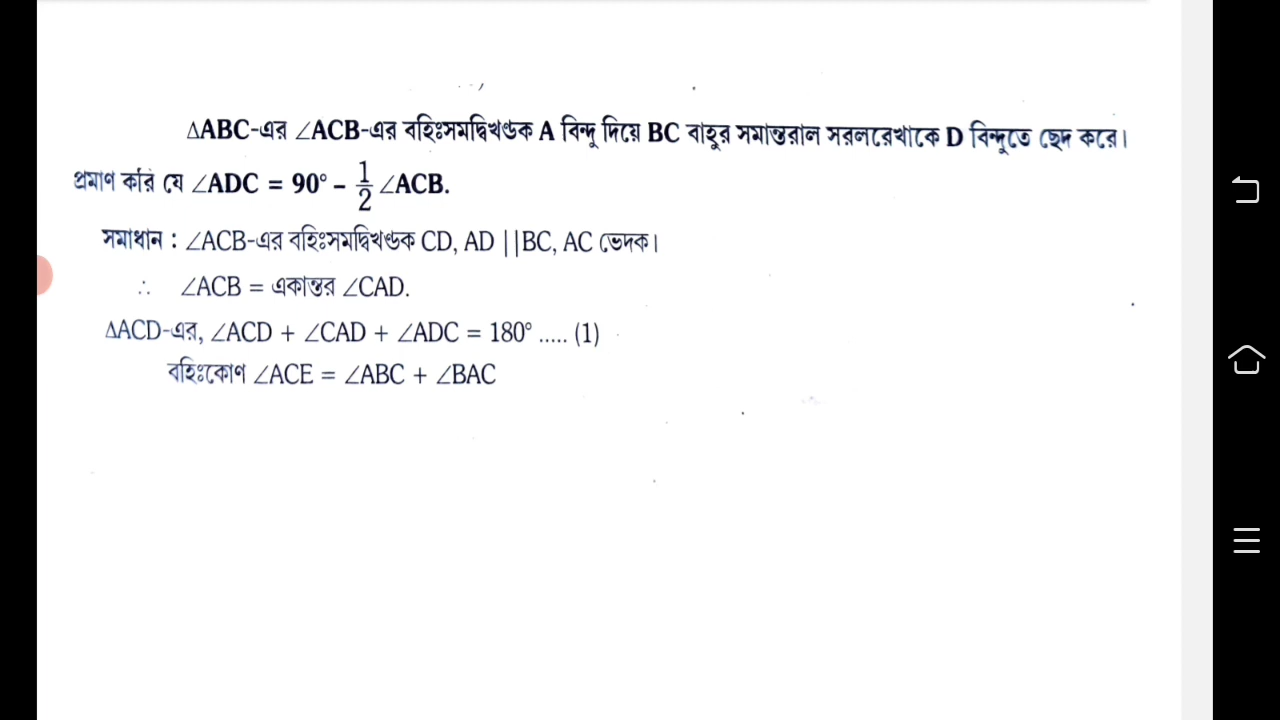 △ABC-এর ∠ACB-এর বহিঃসমদ্বিখণ্ডক A বিন্দু দিয়ে BC বাহুর সমান্তরাল সরলরেখাকে D বিন্দুতে ছেদ করে।
প্রমাণ করি যে ∠ADC = 90° – 1/2 ∠ACB.
সমাধান : ∠ACB-এর বহিঃসমদ্বিখণ্ডক CD, AD ||BC, AC ভেদক।
∴ ∠ACB = একান্তর ∠CAD.
△ACD-এর, ∠ACD + ∠CAD + ∠ADC = 180° ..... (1)
বহিঃকোণ ∠ACE = ∠ABC + ∠BAC